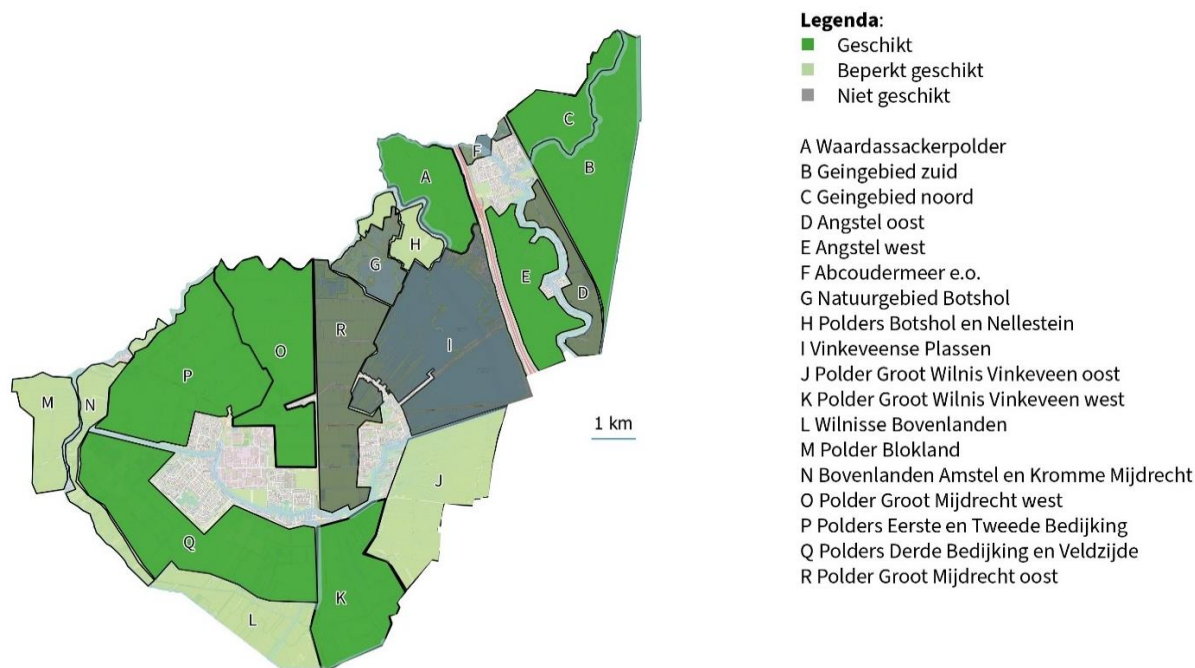 Legenda:
Geschikt
Beperkt geschikt
Niet geschikt
A Waardassackerpolder
B Geingebied zuid
C Geingebied noord
D Angstel oost
E Angstel west
F Abcoudermeer e.o.
G Natuurgebied Botshol
H Polders Botshol en Nellestein
I Vinkeveense Plassen
J Polder Groot Wilnis Vinkeveen oost
K Polder Groot Wilnis Vinkeveen west
L Wilnisse Bovenlanden
M Polder Blokland
N Bovenlanden Amstel en Kromme Mijdrecht
O Polder Groot Mijdrecht west
P Polders Eerste en Tweede Bedijking
Q Polders Derde Bedijking en Veldzijde
R Polder Groot Mijdrecht oost
C
F
B
A
H
G
E
D
R
I
O
P
M
N
1 km
J
Q
K
L